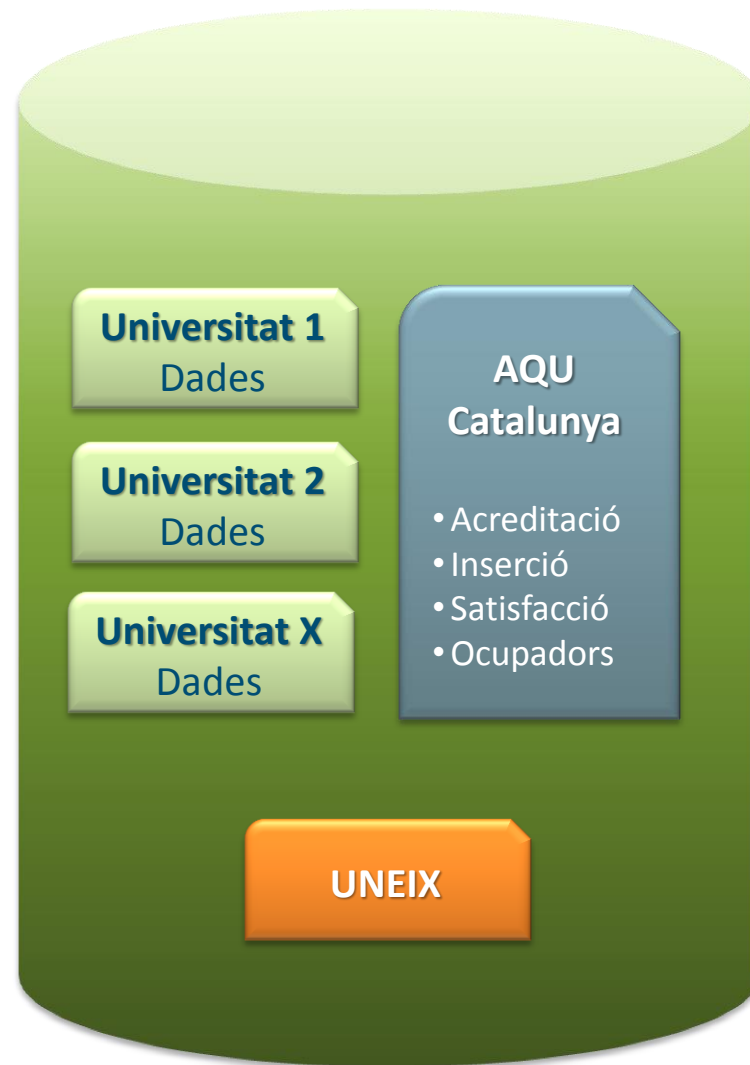 Universitat 1
Dades
Universitat 2
Dades
Universitat X
Dades
AQU
Catalunya
• Acreditació
• Inserció
• Satisfacció
• Ocupadors
UNEIX